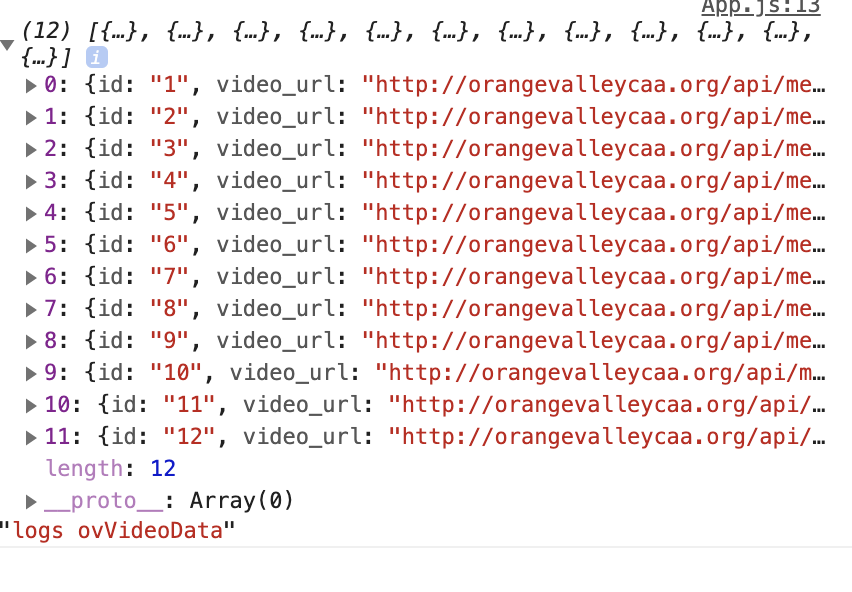 App.js:13
(12) [{…}, {…}, {…}, {…}, {…}, {…}, {…}, {…}, {…}, {…}, {…},
{…}] i
0: {id: "1", video_url: "http://orangevalleycaa.org/api/me…
1: {id: "2", video_url: "http://orangevalleycaa.org/api/me…
2: {id: "3", video_url: "http://orangevalleycaa.org/api/me…
3: {id: "4", video_url: "http://orangevalleycaa.org/api/me…
4: {id: "5", video_url: "http://orangevalleycaa.org/api/me…
5: {id: "6", video_url: "http://orangevalleycaa.org/api/me…
6: {id: "7", video_url: "http://orangevalleycaa.org/api/me…
7: {id: "8", video_url: "http://orangevalleycaa.org/api/me…
8: {id: "9", video_url: "http://orangevalleycaa.org/api/me…
9: {id: "10", video_url: "http://orangevalleycaa.org/api/m…
10: {id: "11", video_url: "http://orangevalleycaa.org/api/…
11: {id: "12", video_url: "http://orangevalleycaa.org/api/…
length: 12
__proto__: Array(0)
"logs ovVideoData"